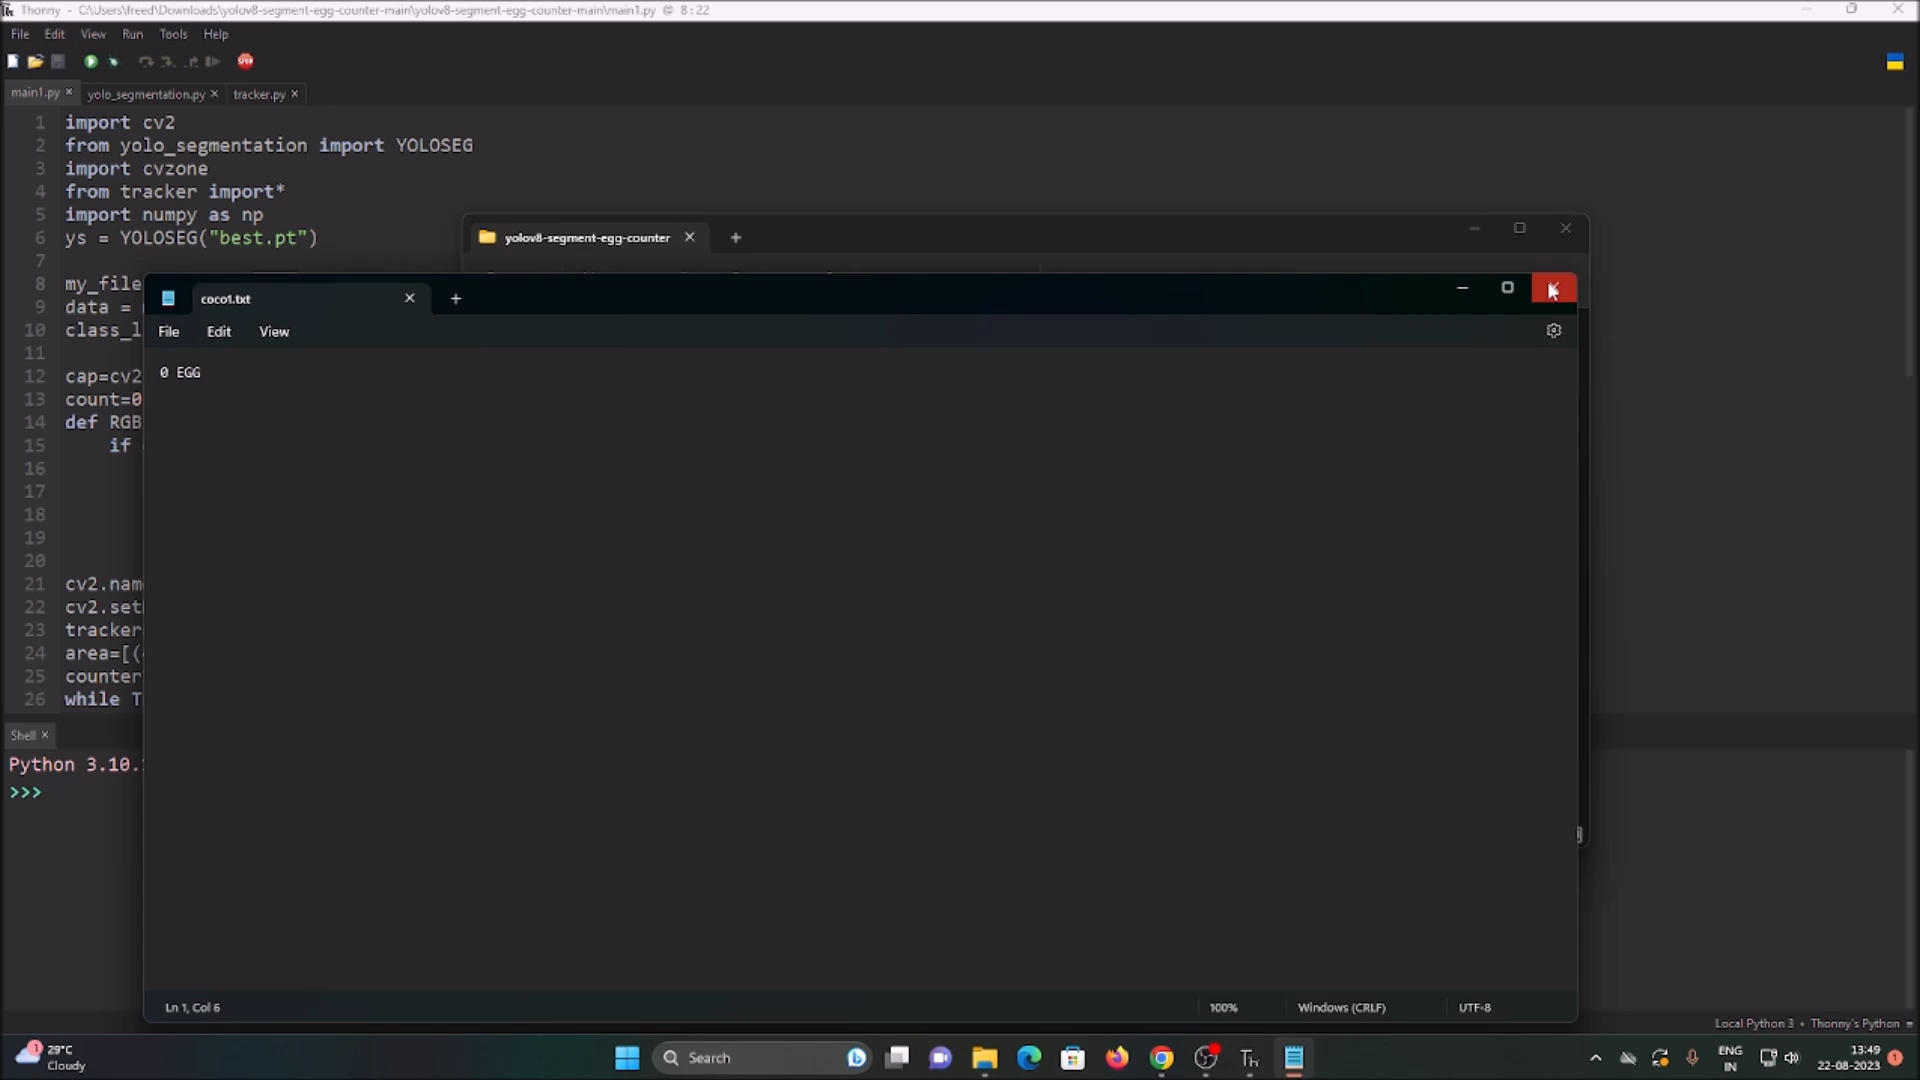 Thonny - C:\Users\freed\Downloads\yolov8-segment-egg-counter-main\yolov8-segment-egg-counter-main\main1.py @ 8:22
File Edit View Run Tools Help
main1.py × yolo_segmentation.py × tracker.py ×
1 import cv2
2 from yolo_segmentation import YOLOSEG
3 import cvzone
4 from tracker import*
5 import numpy as np
6 ys = YOLOSEG("best.pt")
7
8 my_file
9 data =
10 class_l
11
12 cap=cv2
13 count=0
14 def RGB
15 if
16
17
18
19
20
21 cv2.nam
22 cv2.set
23 tracker
24 area=[(
25 counter
26 while T
yolov8-segment-egg-counter
coco1.txt
File Edit View
0 EGG
Ln 1, Col 6 100% Windows (CRLF) UTF-8
Shell ×
Python 3.10.
>>>
Local Python 3 • Thonny's Python
1 29°C
Cloudy
Search
ENG
IN
13:49
22-08-2023
1